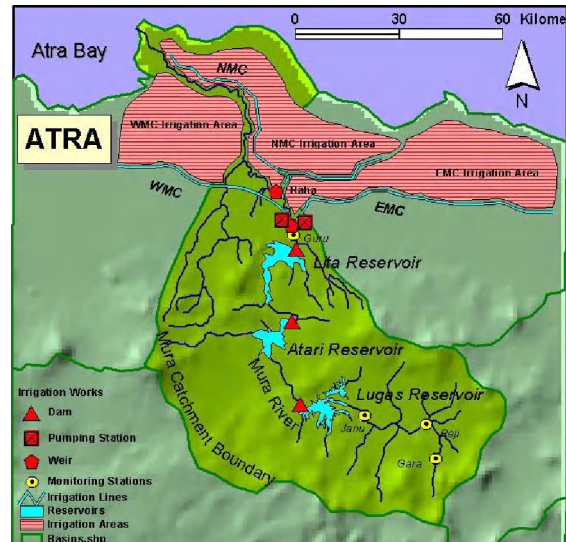 0 30 60 Kilome
Atra Bay
N
NMC
WMC Irrigation Area
ATRA
NMC Irrigation Area
EMC Irrigation Area
WMC
Raha
EMC
Guru
Lita Reservoir
Atari Reservoir
Mura Catchment Boundary
Mura River
Lugas Reservoir
Janu
Gara
Irrigation Works
Dam
Pumping Station
Weir
Monitoring Stations
Irrigation Lines
Reservoirs
Irrigation Areas
Basins.shp